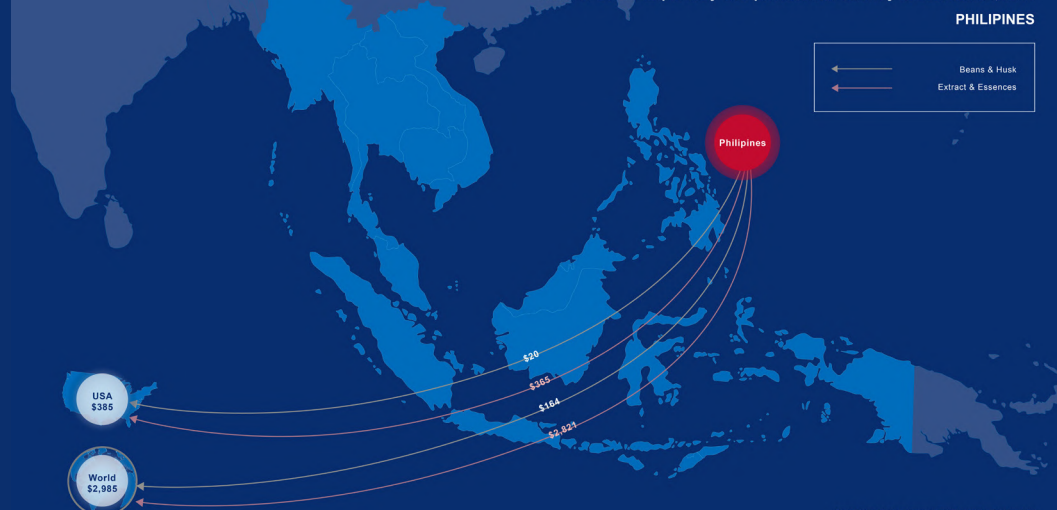 PHILIPINES
Beans & Husk
Extract & Essences
Philipines
$20
$365
$164
$2,821
USA
$385
World
$2,985